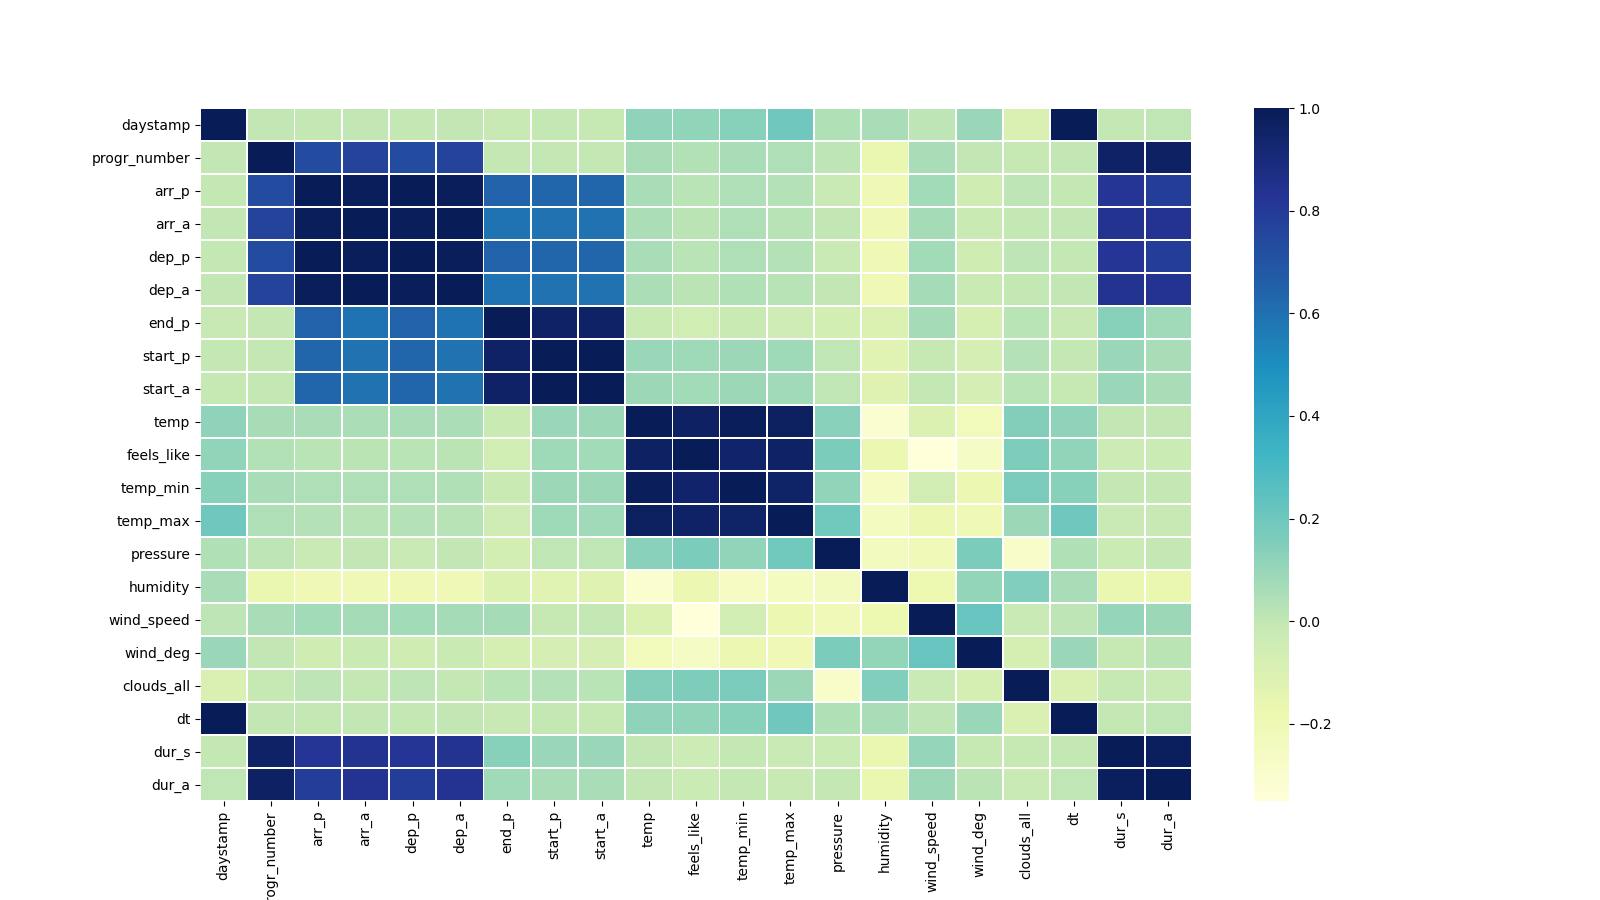 daystamp
progr_number
arr_p
arr_a
dep_p
dep_a
end_p
start_p
start_a
temp
feels_like
temp_min
temp_max
pressure
humidity
wind_speed
wind_deg
clouds_all
dt
dur_s
dur_a
daystamp
rogr_number
arr_p
arr_a
dep_p
dep_a
end_p
start_p
start_a
temp
feels_like
temp_min
temp_max
pressure
humidity
wind_speed
wind_deg
clouds_all
dt
dur_s
dur_a
1.0
0.8
0.6
0.4
0.2
0.0
−0.2